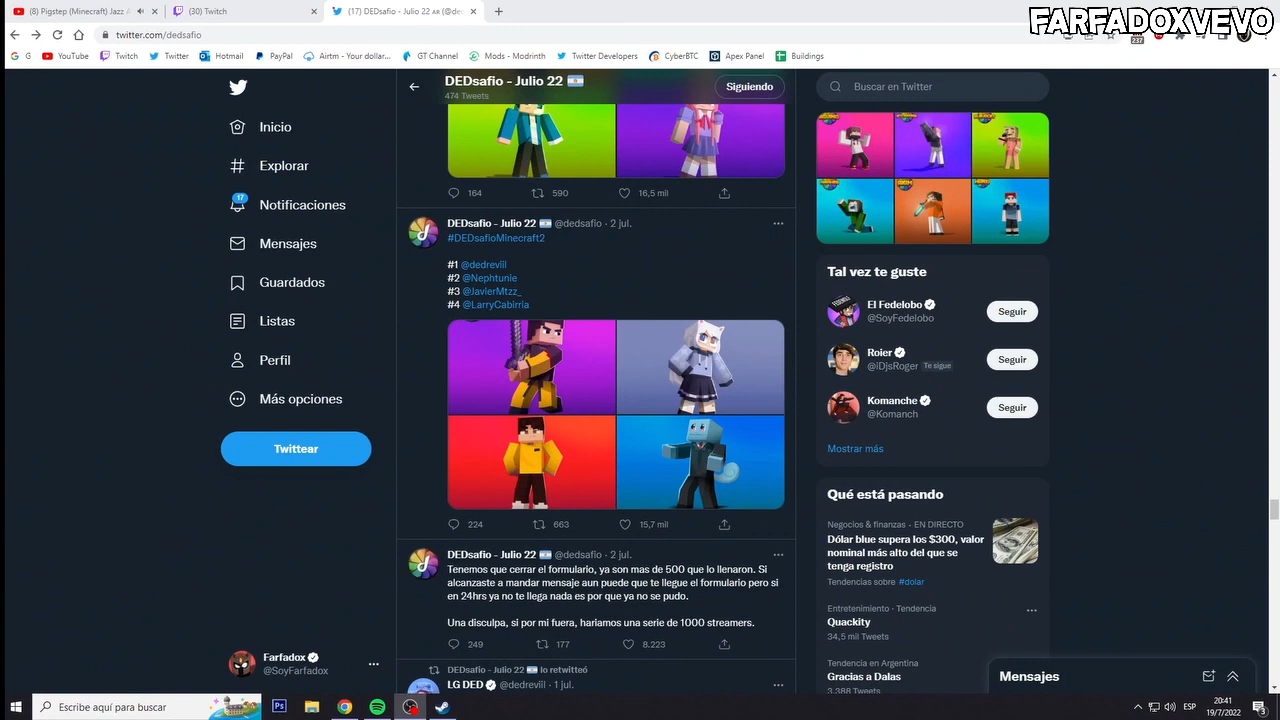 (8) Pigstep (Minecraft) Jazz
(30) Twitch
(17) DEDsafio - Julio 22 AR (@dec
FARFADOXVEVO
twitter.com/dedsafio
237
G
YouTube
Twitch
Twitter
Hotmail
PayPal
Airtm - Your dollar...
GT Channel
Mods - Modrinth
Twitter Developers
CyberBTC
Apex Panel
Buildings
DEDsafio - Julio 22
474 Tweets
Siguiendo
Buscar en Twitter
Inicio
Explorar
17
Notificaciones
Mensajes
Guardados
Listas
Perfil
Más opciones
Twittear
Farfadox
@SoyFarfadox
164
590
16,5 mil
DEDsafio - Julio 22 @dedsafio · 2 jul.
#DEDsafioMinecraft2
#1 @dedreviil
#2 @Nephtunie
#3 @JavierMtzz_
#4 @LarryCabirria
224
663
15,7 mil
DEDsafio - Julio 22 @dedsafio · 2 jul.
Tenemos que cerrar el formulario, ya son mas de 500 que lo llenaron. Si
alcanzaste a mandar mensaje aun puede que te llegue el formulario pero si
en 24hrs ya no te llega nada es por que ya no se pudo.
Una disculpa, si por mi fuera, hariamos una serie de 1000 streamers.
249
177
8.223
DEDsafio - Julio 22 lo retwitteó
LG DED @dedreviil · 1 jul.
Tal vez te guste
El Fedelobo
@SoyFedelobo
Seguir
Roier
@IDjsRoger Te sigue
Seguir
Komanche
@Komanch
Seguir
Mostrar más
Qué está pasando
Negocios & finanzas · EN DIRECTO
Dólar blue supera los $300, valor
nominal más alto del que se
tenga registro
Tendencias sobre #dolar
Entretenimiento · Tendencia
Quackity
34,5 mil Tweets
Tendencia en Argentina
Gracias a Dalas
3.388 Tweets
Mensajes
Escribe aquí para buscar
ESP
20:41
19/7/2022
3